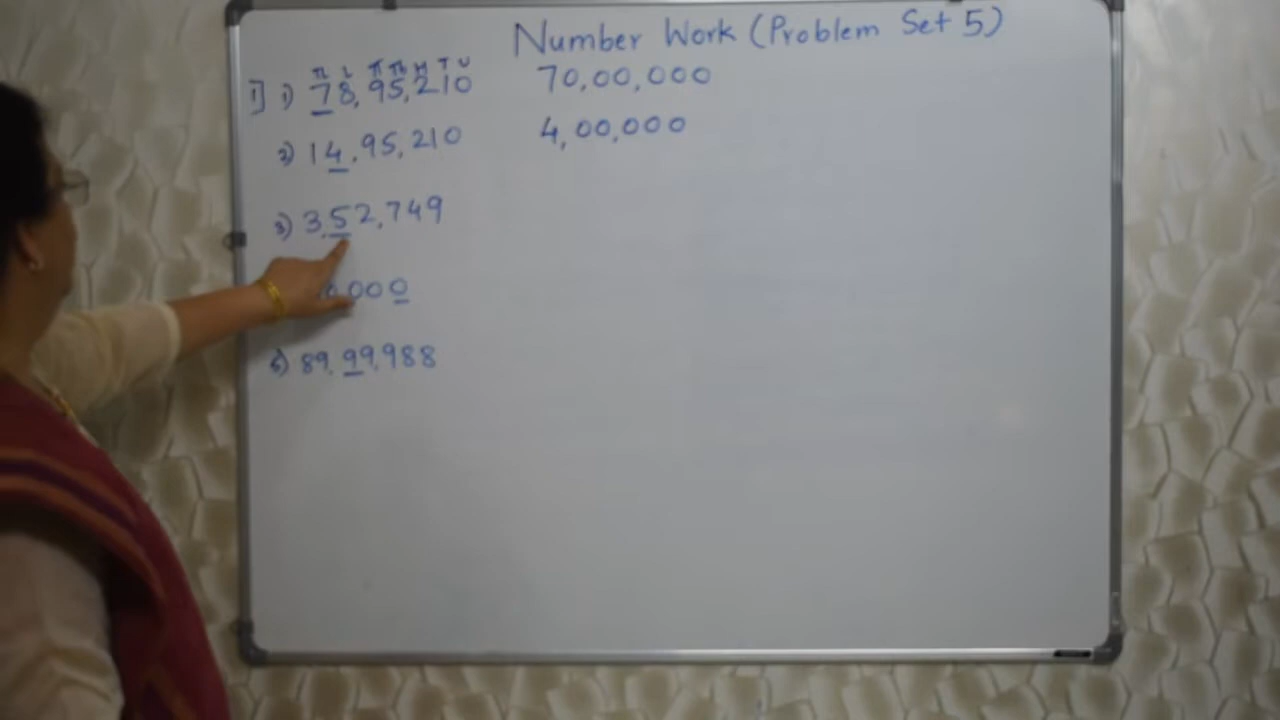 Number Work (Problem Set 5)
TL L TTh Th H T U
1] 1) 78,95,210 70,00,000
2) 14,95,210 4,00,000
3) 3,52,749
000
5) 89,99,988